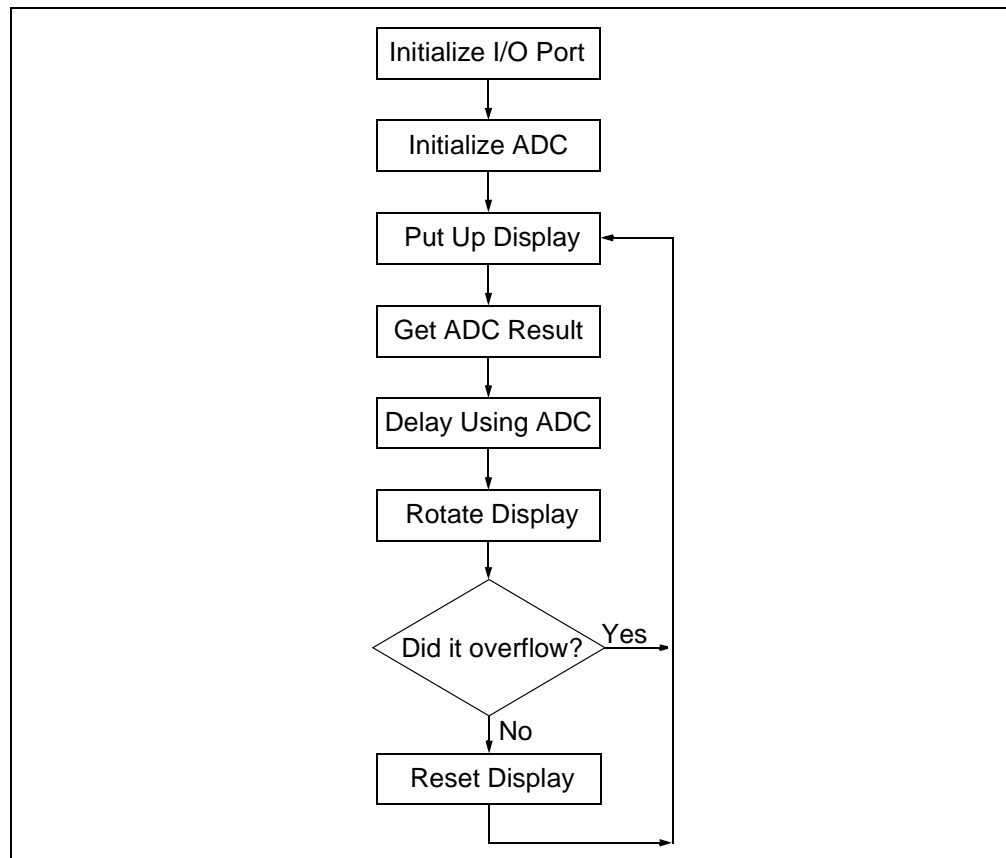 Initialize I/O Port
Initialize ADC
Put Up Display
Get ADC Result
Delay Using ADC
Rotate Display
Did it overflow?
Yes
No
Reset Display